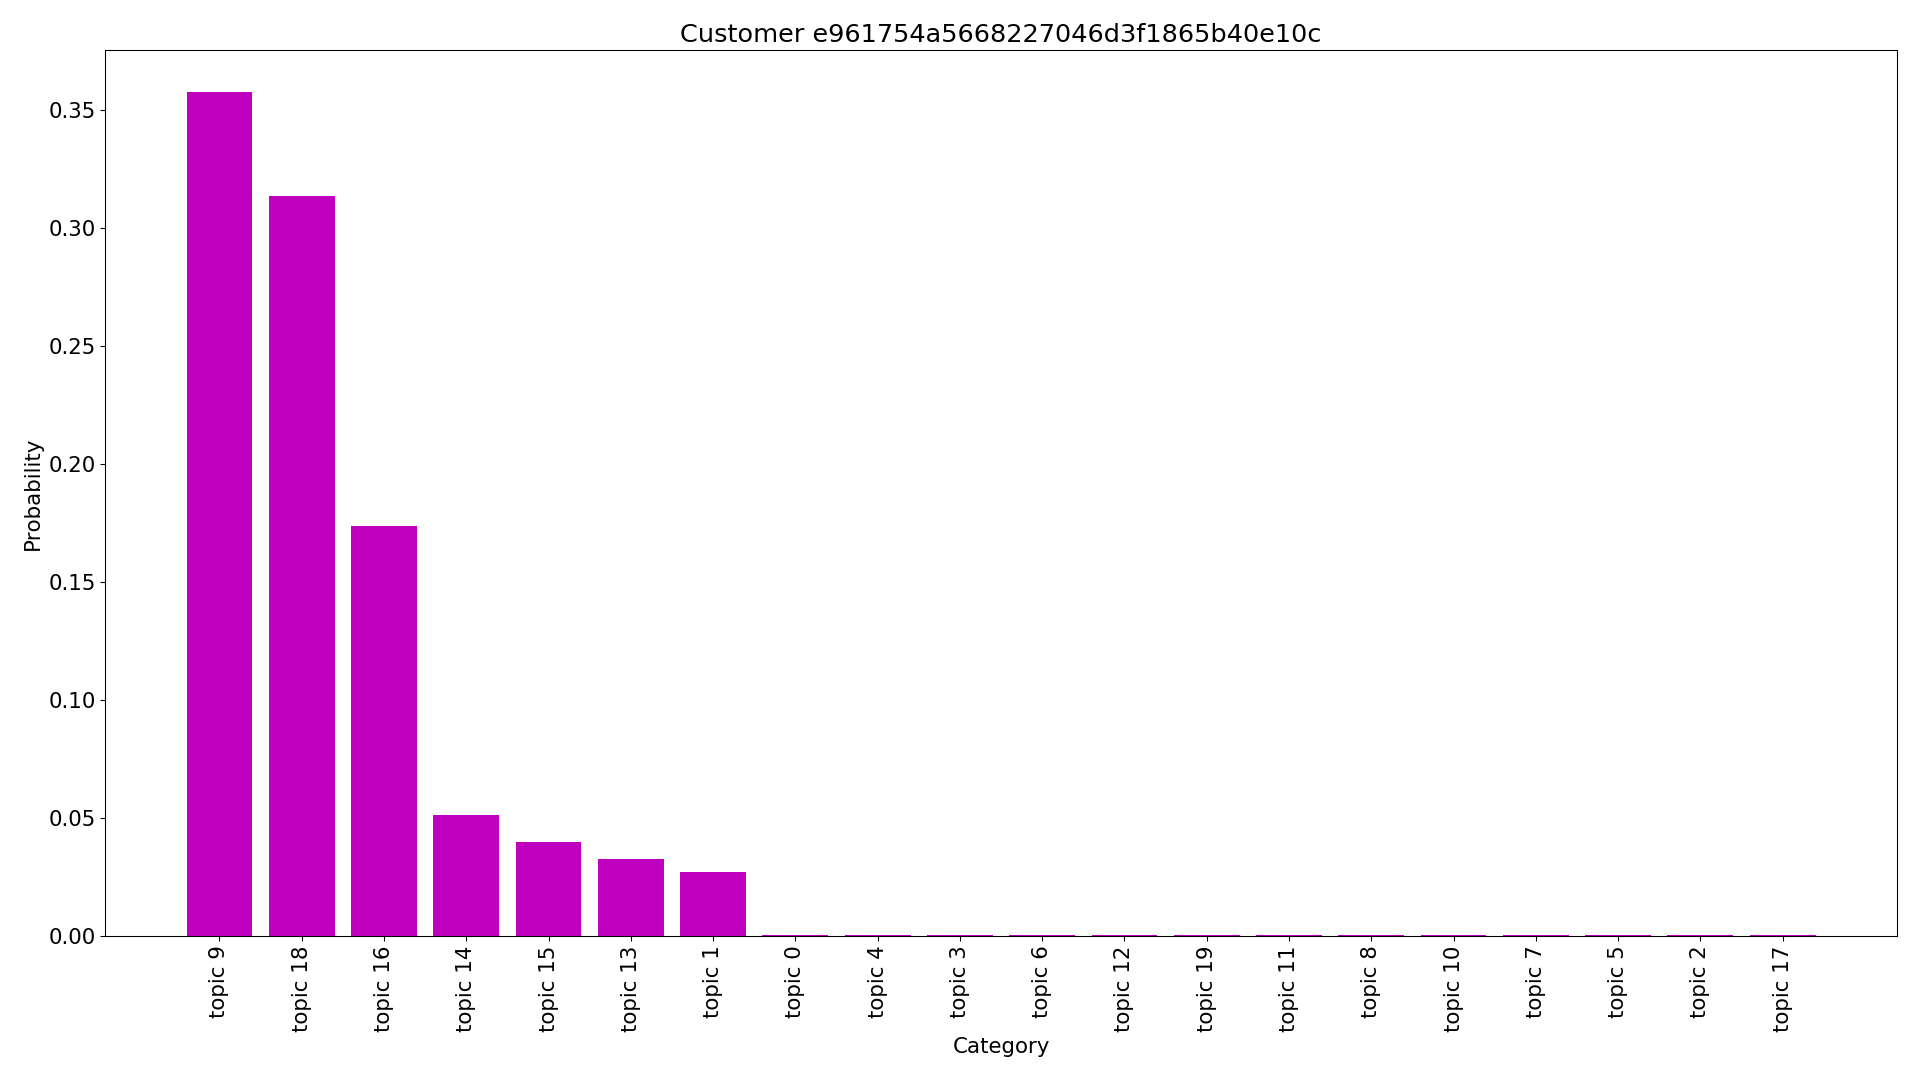 Customer e961754a5668227046d3f1865b40e10c
0.35
0.30
0.25
0.20
0.15
0.10
0.05
0.00
Probability
topic 9
topic 18
topic 16
topic 14
topic 15
topic 13
topic 1
topic 0
topic 4
topic 3
topic 6
topic 12
topic 19
topic 11
topic 8
topic 10
topic 7
topic 5
topic 2
topic 17
Category